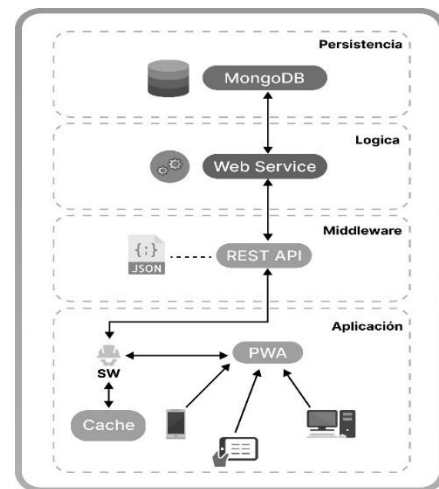 Persistencia
MongoDB
Logica
Web Service
Middleware
{;}
JSON
REST API
Aplicación
SW
PWA
Cache